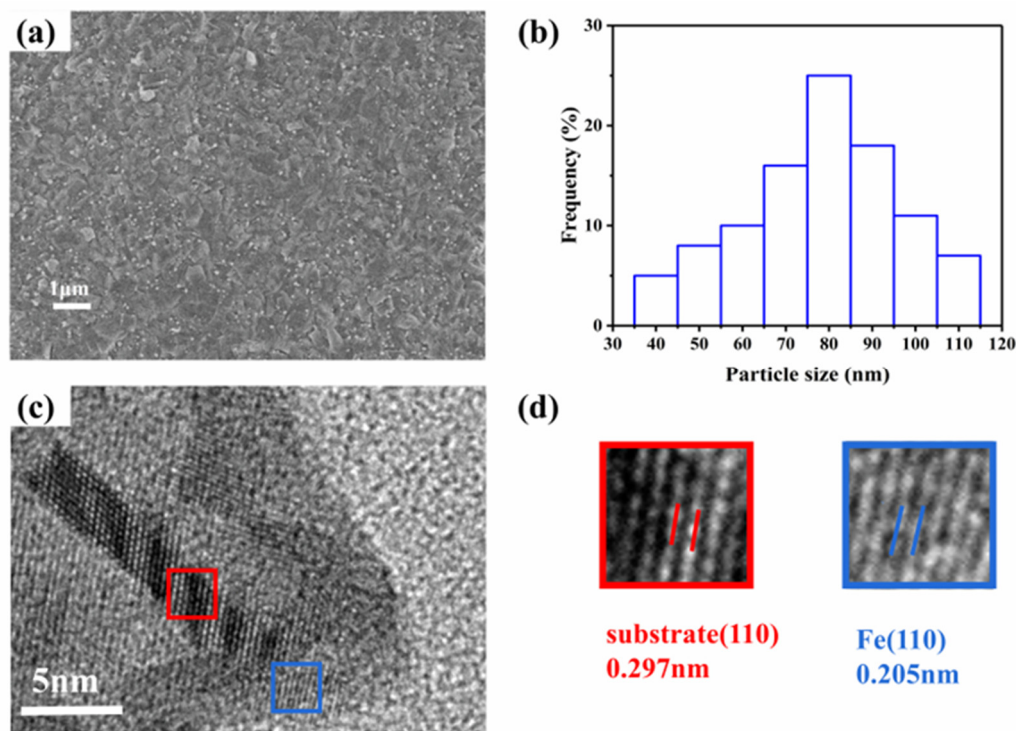 (a)
1μm
(b)
Frequency (%)
30
20
10
0
30 40 50 60 70 80 90 100 110 120
Particle size (nm)
(c)
5nm
(d)
substrate(110)
0.297nm
Fe(110)
0.205nm